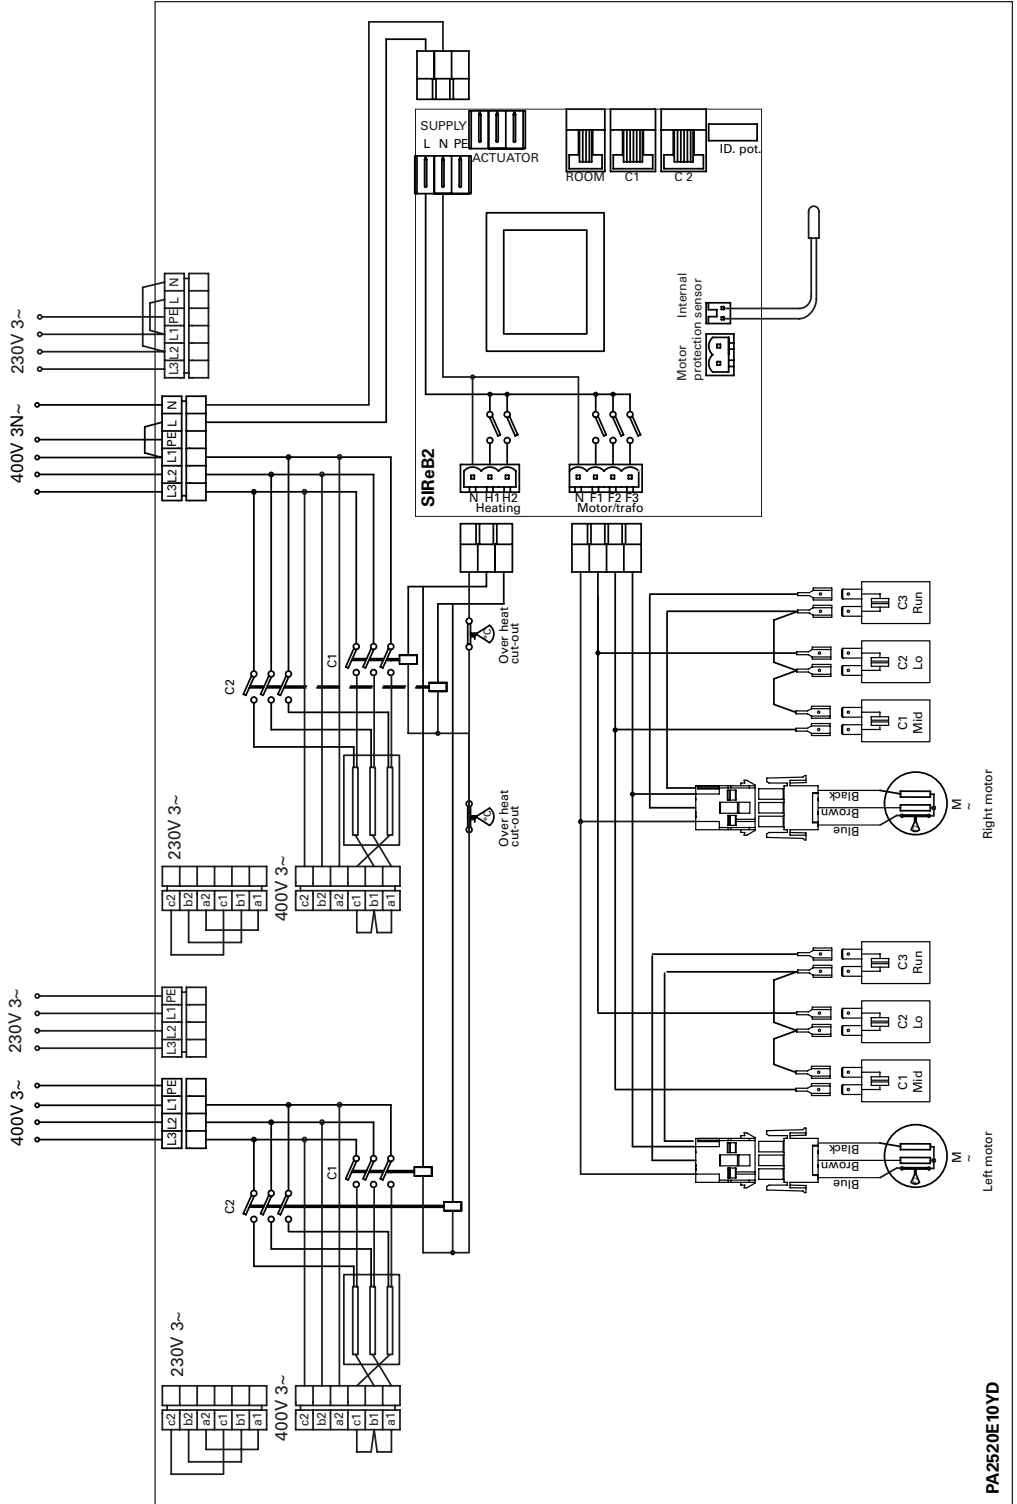 SUPPLY
L N PE
ACTUATOR
ROOM
C1
C 2
ID. pot.
230V 3~
N
L
PE
L1
L2
L3
400V 3N~
N
L
PE
L1
L2
L3
Internal
sensor
Motor
protection
SIReB2
N H1 H2
Heating
N F1 F2 F3
Motor/trafo
C1
C2
Over heat
cut-out
°C
Over heat
cut-out
°C
C3
Run
C2
Lo
C1
Mid
Black
Brown
Blue
M
~
Right motor
230V 3~
c2
b2
a2
c1
b1
a1
400V 3~
c2
b2
a2
c1
b1
a1
230V 3~
PE
L1
L2
L3
400V 3~
PE
L1
L2
L3
C1
C2
C3
Run
C2
Lo
C1
Mid
Black
Brown
Blue
M
~
Left motor
230V 3~
c2
b2
a2
c1
b1
a1
400V 3~
c2
b2
a2
c1
b1
a1
PA2520E10YD